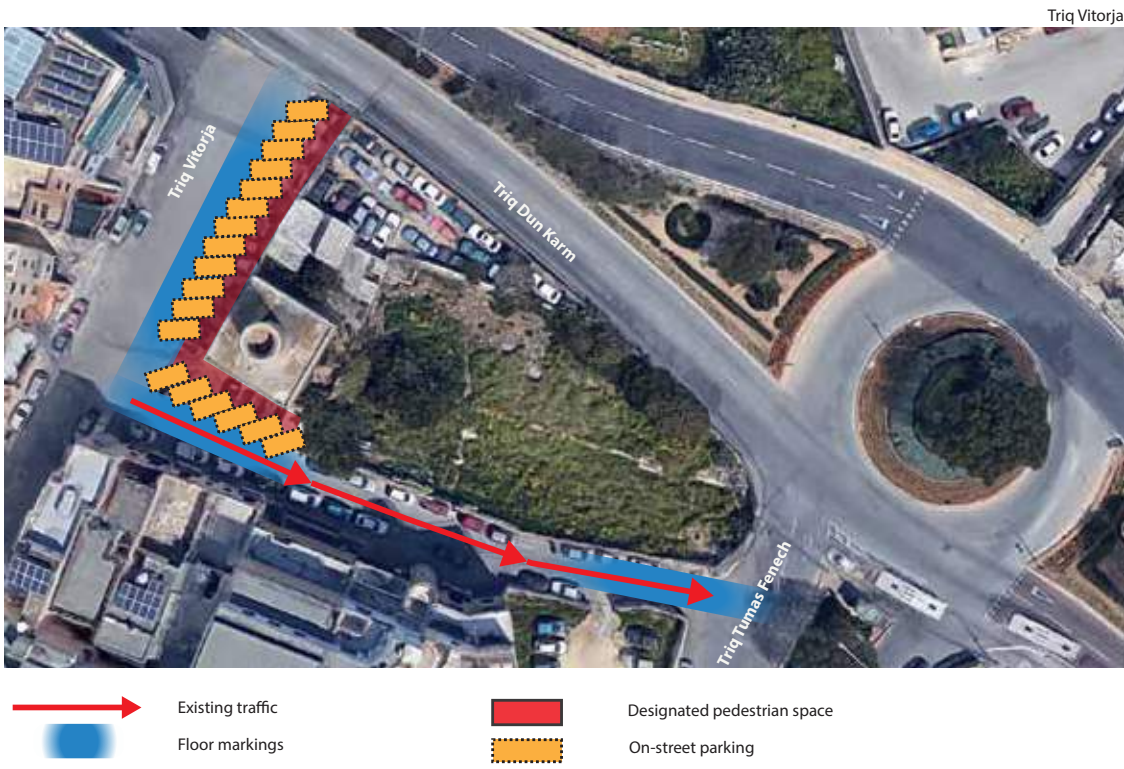 Triq Vitorja
Triq Vitorja
Triq Dun Karm
Triq Tumas Fenech
Existing traffic
Designated pedestrian space
Floor markings
On-street parking